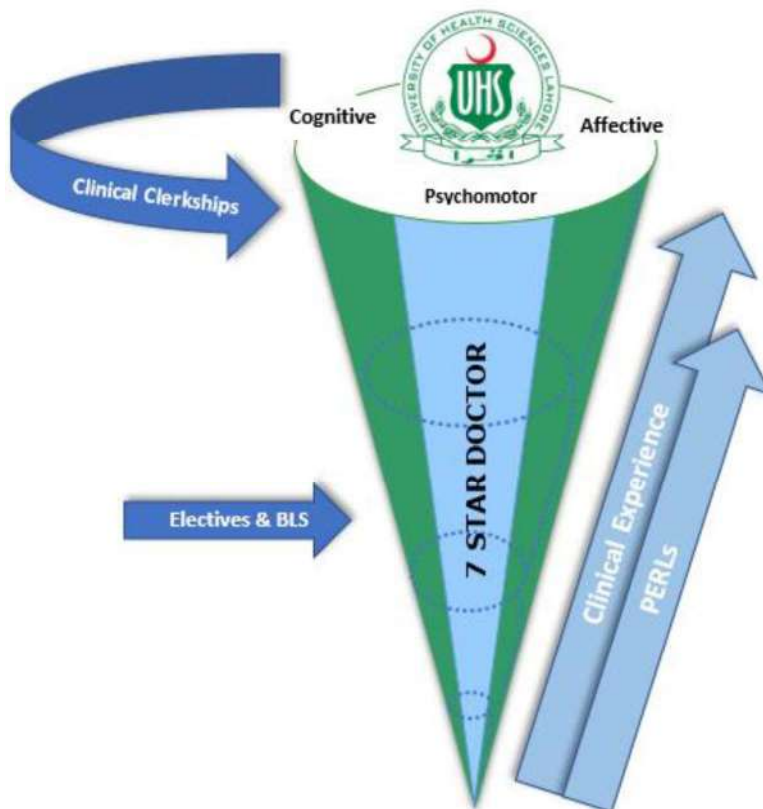 UNIVERSITY OF HEALTH SCIENCES LAHORE
UHS
Cognitive
Affective
Psychomotor
Clinical Clerkships
7 STAR DOCTOR
Electives & BLS
Clinical Experience
PERLs